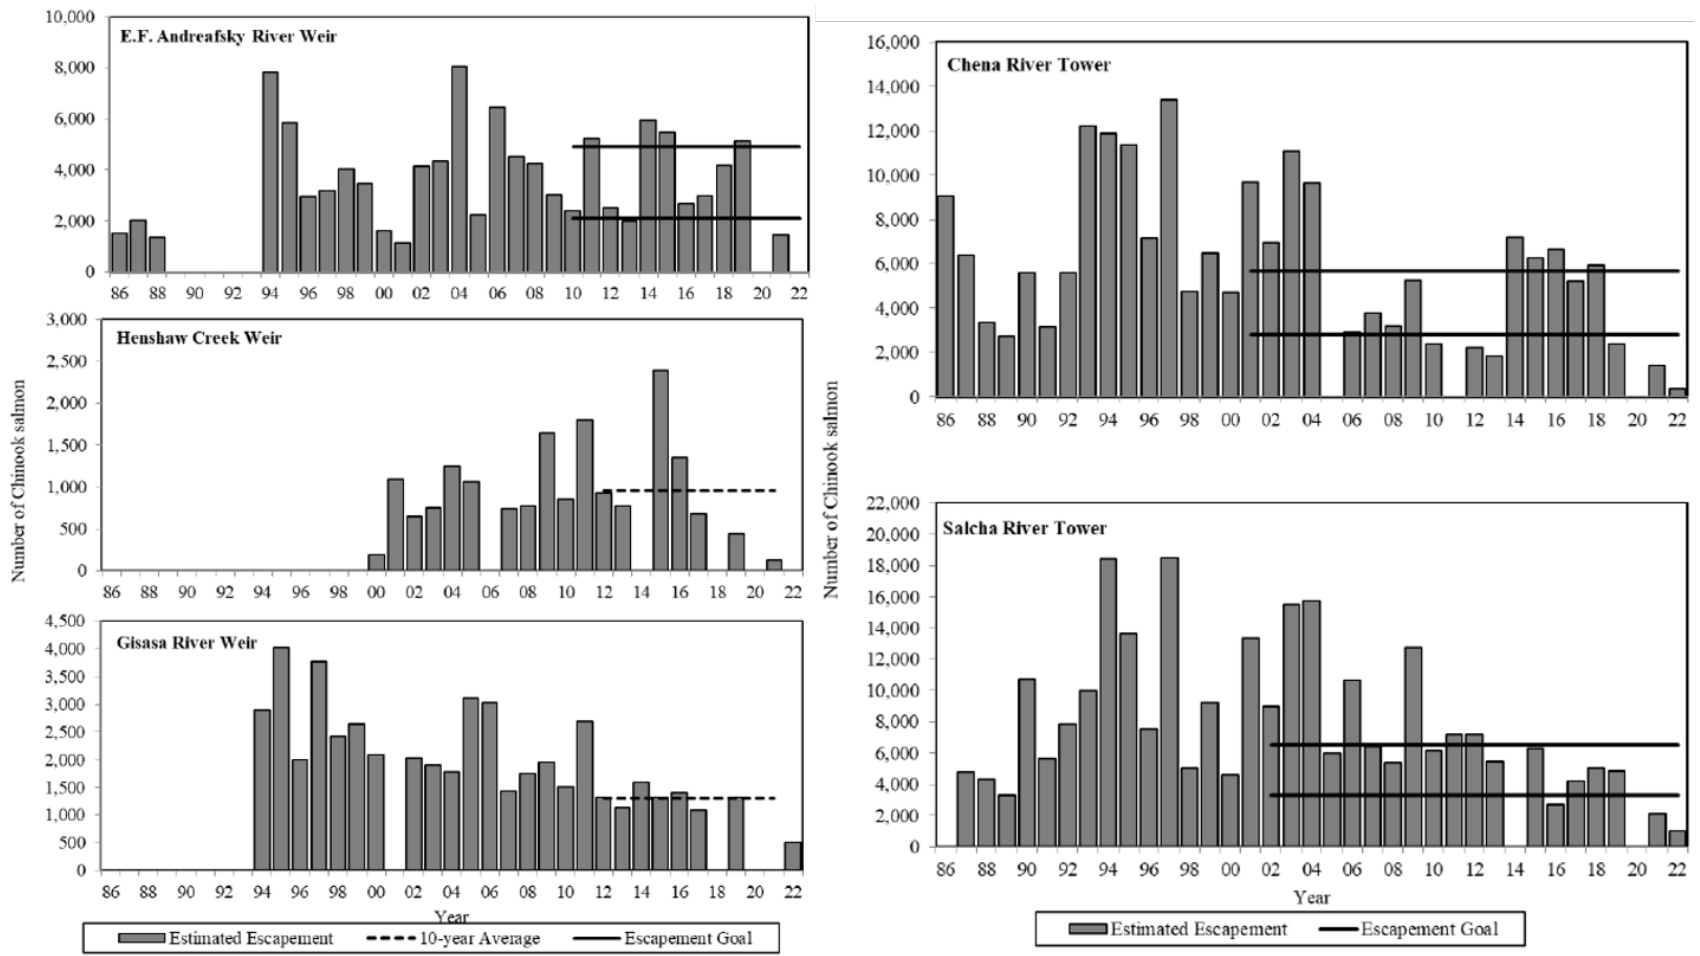 E.F. Andreafsky River Weir
10,000
8,000
6,000
4,000
2,000
0
86 88 90 92 94 96 98 00 02 04 06 08 10 12 14 16 18 20 22
Henshaw Creek Weir
3,000
2,500
2,000
1,500
1,000
500
0
86 88 90 92 94 96 98 00 02 04 06 08 10 12 14 16 18 20 22
Number of Chinook salmon
Gisasa River Weir
4,500
4,000
3,500
3,000
2,500
2,000
1,500
1,000
500
0
86 88 90 92 94 96 98 00 02 04 06 08 10 12 14 16 18 20 22
Year
Estimated Escapement 10-year Average Escapement Goal
Chena River Tower
16,000
14,000
12,000
10,000
8,000
6,000
4,000
2,000
0
86 88 90 92 94 96 98 00 02 04 06 08 10 12 14 16 18 20 22
Number of Chinook salmon
Salcha River Tower
22,000
20,000
18,000
16,000
14,000
12,000
10,000
8,000
6,000
4,000
2,000
0
86 88 90 92 94 96 98 00 02 04 06 08 10 12 14 16 18 20 22
Year
Estimated Escapement Escapement Goal